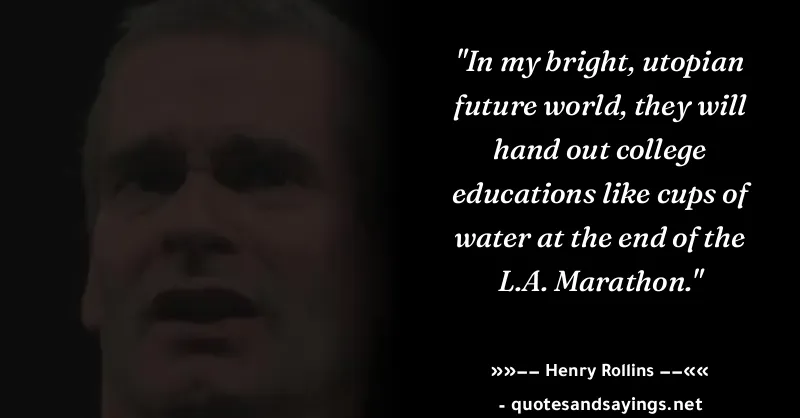 "In my bright, utopian
future world, they will
hand out college
educations like cups of
water at the end of the
L.A. Marathon."
»»—— Henry Rollins ——««
- quotesandsayings.net